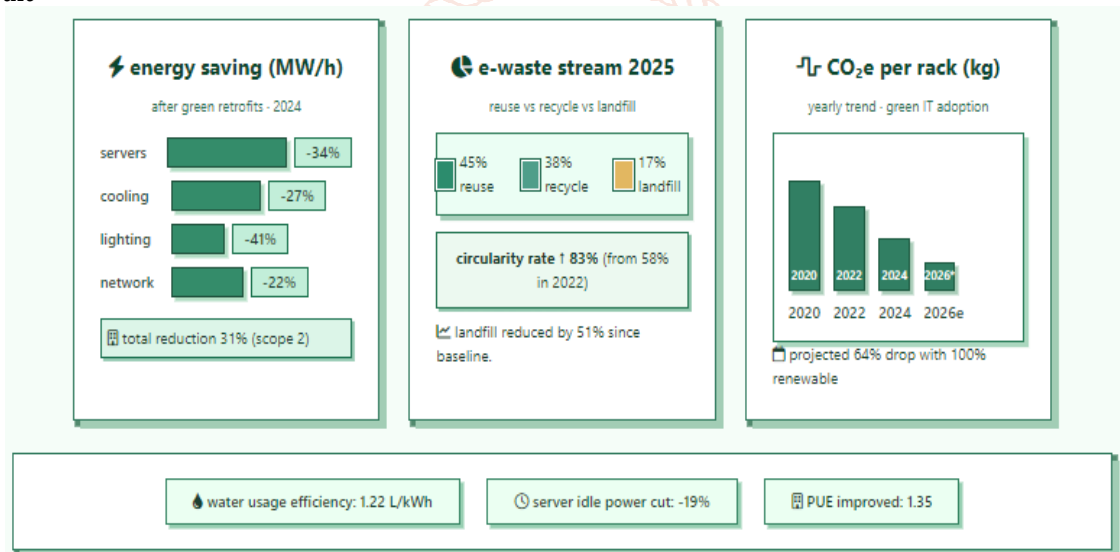 energy saving (MW/h)
after green retrofits · 2024
servers -34%
cooling -27%
lighting -41%
network -22%
total reduction 31% (scope 2)
e-waste stream 2025
reuse vs recycle vs landfill
45% reuse
38% recycle
17% landfill
circularity rate ↑ 83% (from 58%
in 2022)
landfill reduced by 51% since
baseline.
CO₂e per rack (kg)
yearly trend · green IT adoption
2020 2022 2024 2026*
2020 2022 2024 2026e
projected 64% drop with 100%
renewable
water usage efficiency: 1.22 L/kWh
server idle power cut: -19%
PUE improved: 1.35